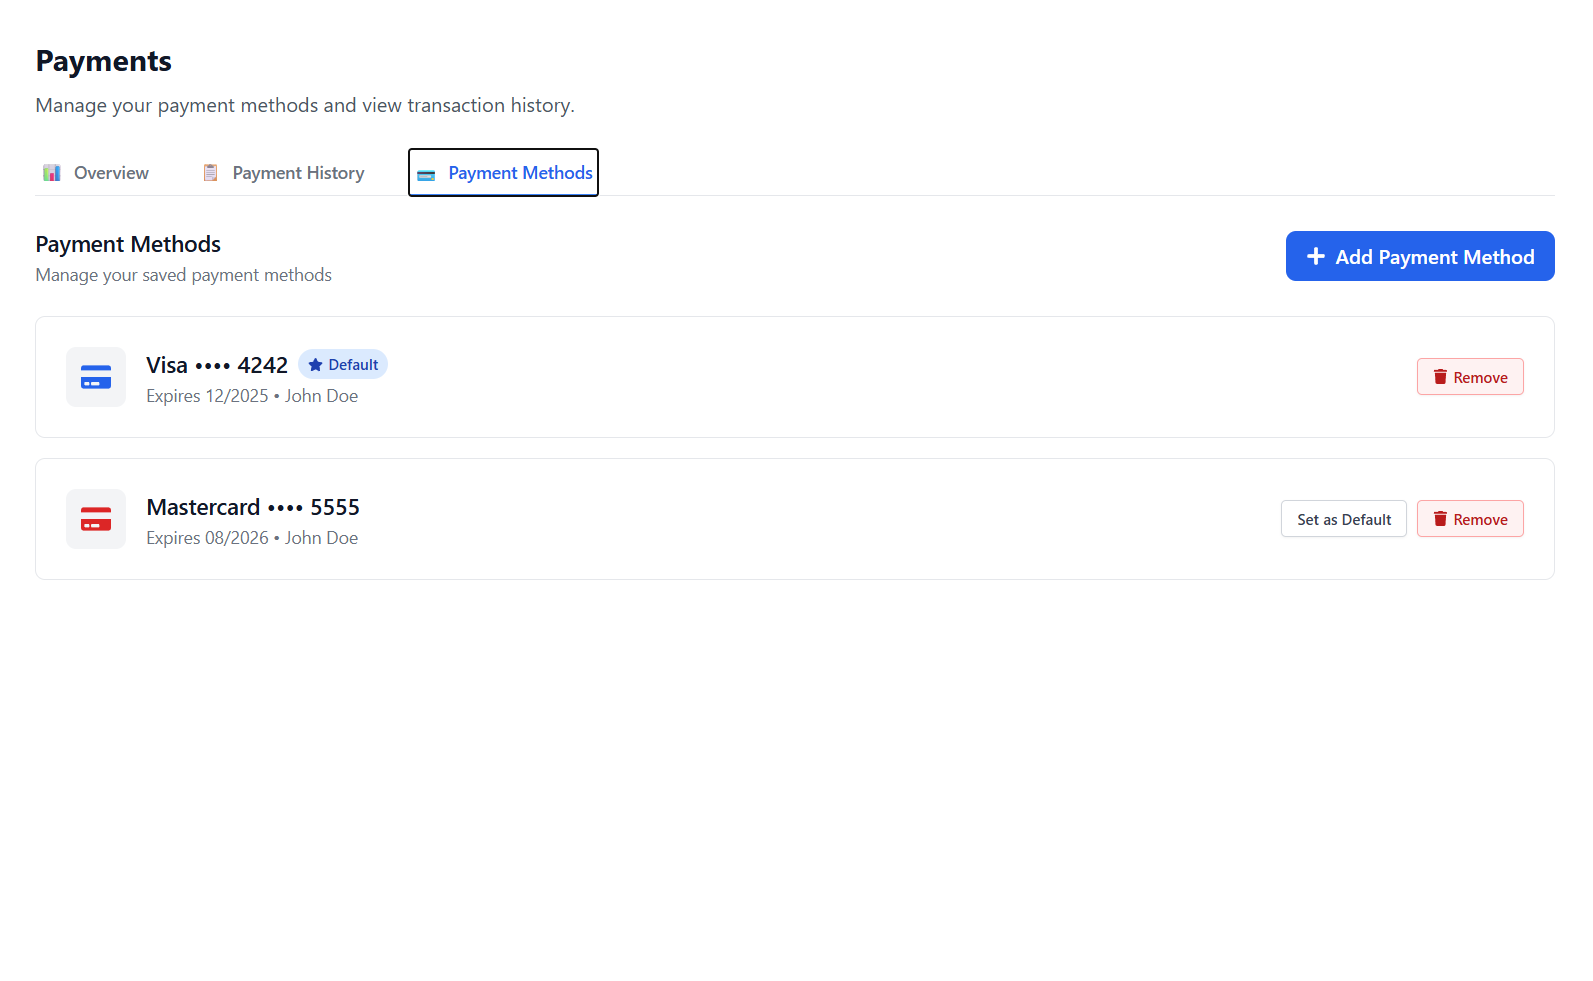 Payments
Manage your payment methods and view transaction history.
Overview
Payment History
Payment Methods
Payment Methods
Manage your saved payment methods
Add Payment Method
Visa •••• 4242
Default
Expires 12/2025 • John Doe
Remove
Mastercard •••• 5555
Expires 08/2026 • John Doe
Set as Default
Remove